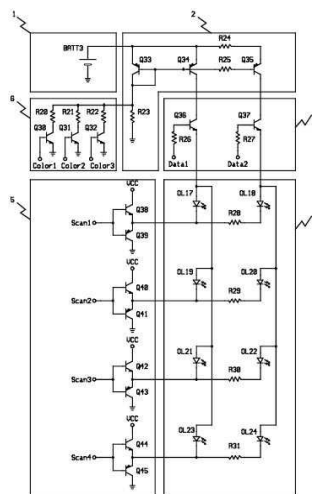 1
2
BATT3
R24
Q33
Q34
Q35
6
R20
R21
R22
R23
Q30
Q31
Q32
Q36
Q37
R26
R27
Color1
Color2
Color3
Data1
Data2
5
VCC
DL17
DL18
Q38
Scan1
R28
Q39
VCC
DL19
DL20
Q40
Scan2
R29
Q41
VCC
DL21
DL22
Q42
Scan3
R30
Q43
VCC
DL23
DL24
Q44
Scan4
R31
Q45